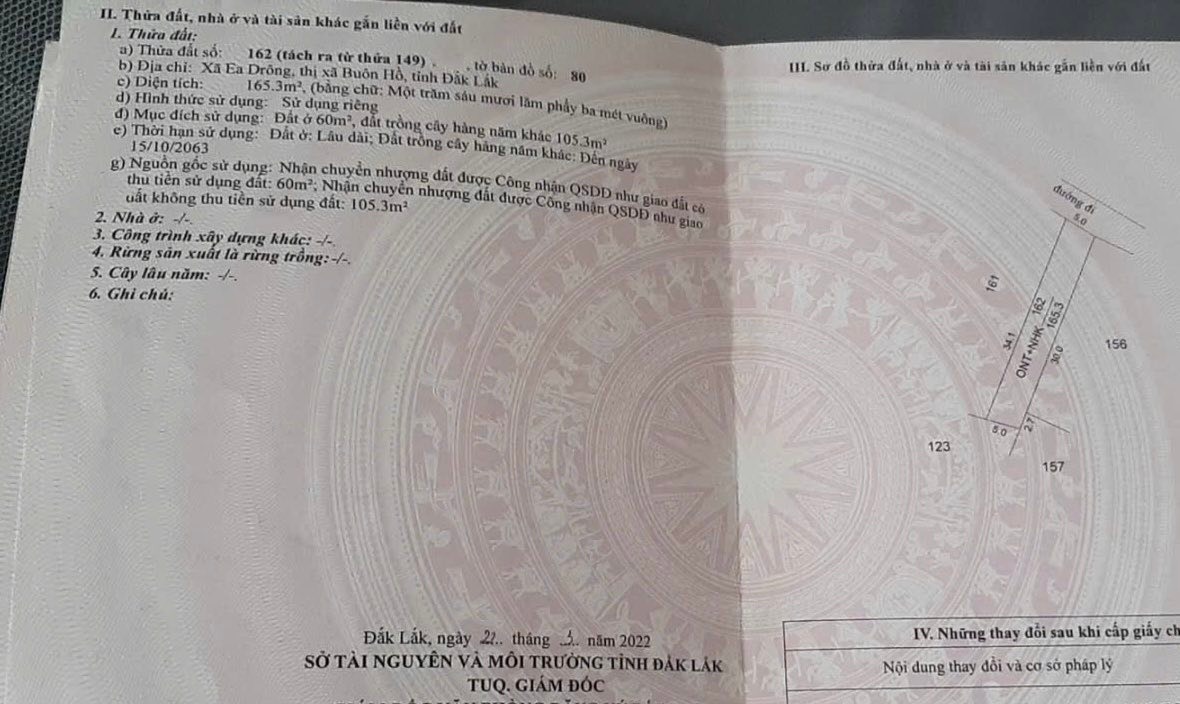 II. Thửa đất, nhà ở và tài sản khác gắn liền với đất
1. Thửa đất:
a) Thửa đất số: 162 (tách ra từ thửa 149) , tờ bản đồ số: 80
b) Địa chỉ: Xã Ea Drông, thị xã Buôn Hồ, tỉnh Đắk Lắk
c) Diện tích: 165.3m², (bằng chữ: Một trăm sáu mươi lăm phẩy ba mét vuông)
d) Hình thức sử dụng: Sử dụng riêng
đ) Mục đích sử dụng: Đất ở 60m², đất trồng cây hàng năm khác 105.3m²
e) Thời hạn sử dụng: Đất ở: Lâu dài; Đất trồng cây hàng năm khác: Đến ngày
15/10/2063
g) Nguồn gốc sử dụng: Nhận chuyển nhượng đất được Công nhận QSDĐ như giao đất có
thu tiền sử dụng đất: 60m²; Nhận chuyển nhượng đất được Công nhận QSDĐ như giao
đất không thu tiền sử dụng đất: 105.3m²
2. Nhà ở: -/-.
3. Công trình xây dựng khác: -/-.
4. Rừng sản xuất là rừng trồng: -/-.
5. Cây lâu năm: -/-.
6. Ghi chú:
Đắk Lắk, ngày 22.. tháng .3.. năm 2022
SỞ TÀI NGUYÊN VÀ MÔI TRƯỜNG TỈNH ĐẮK LẮK
TUQ. GIÁM ĐỐC
III. Sơ đồ thửa đất, nhà ở và tài sản khác gắn liền với đất
đường đi
5.0
161
34.1
ONT+NHK 162
165.3
30.0
156
5.0
2.7
123
157
IV. Những thay đổi sau khi cấp giấy ch
Nội dung thay đổi và cơ sở pháp lý